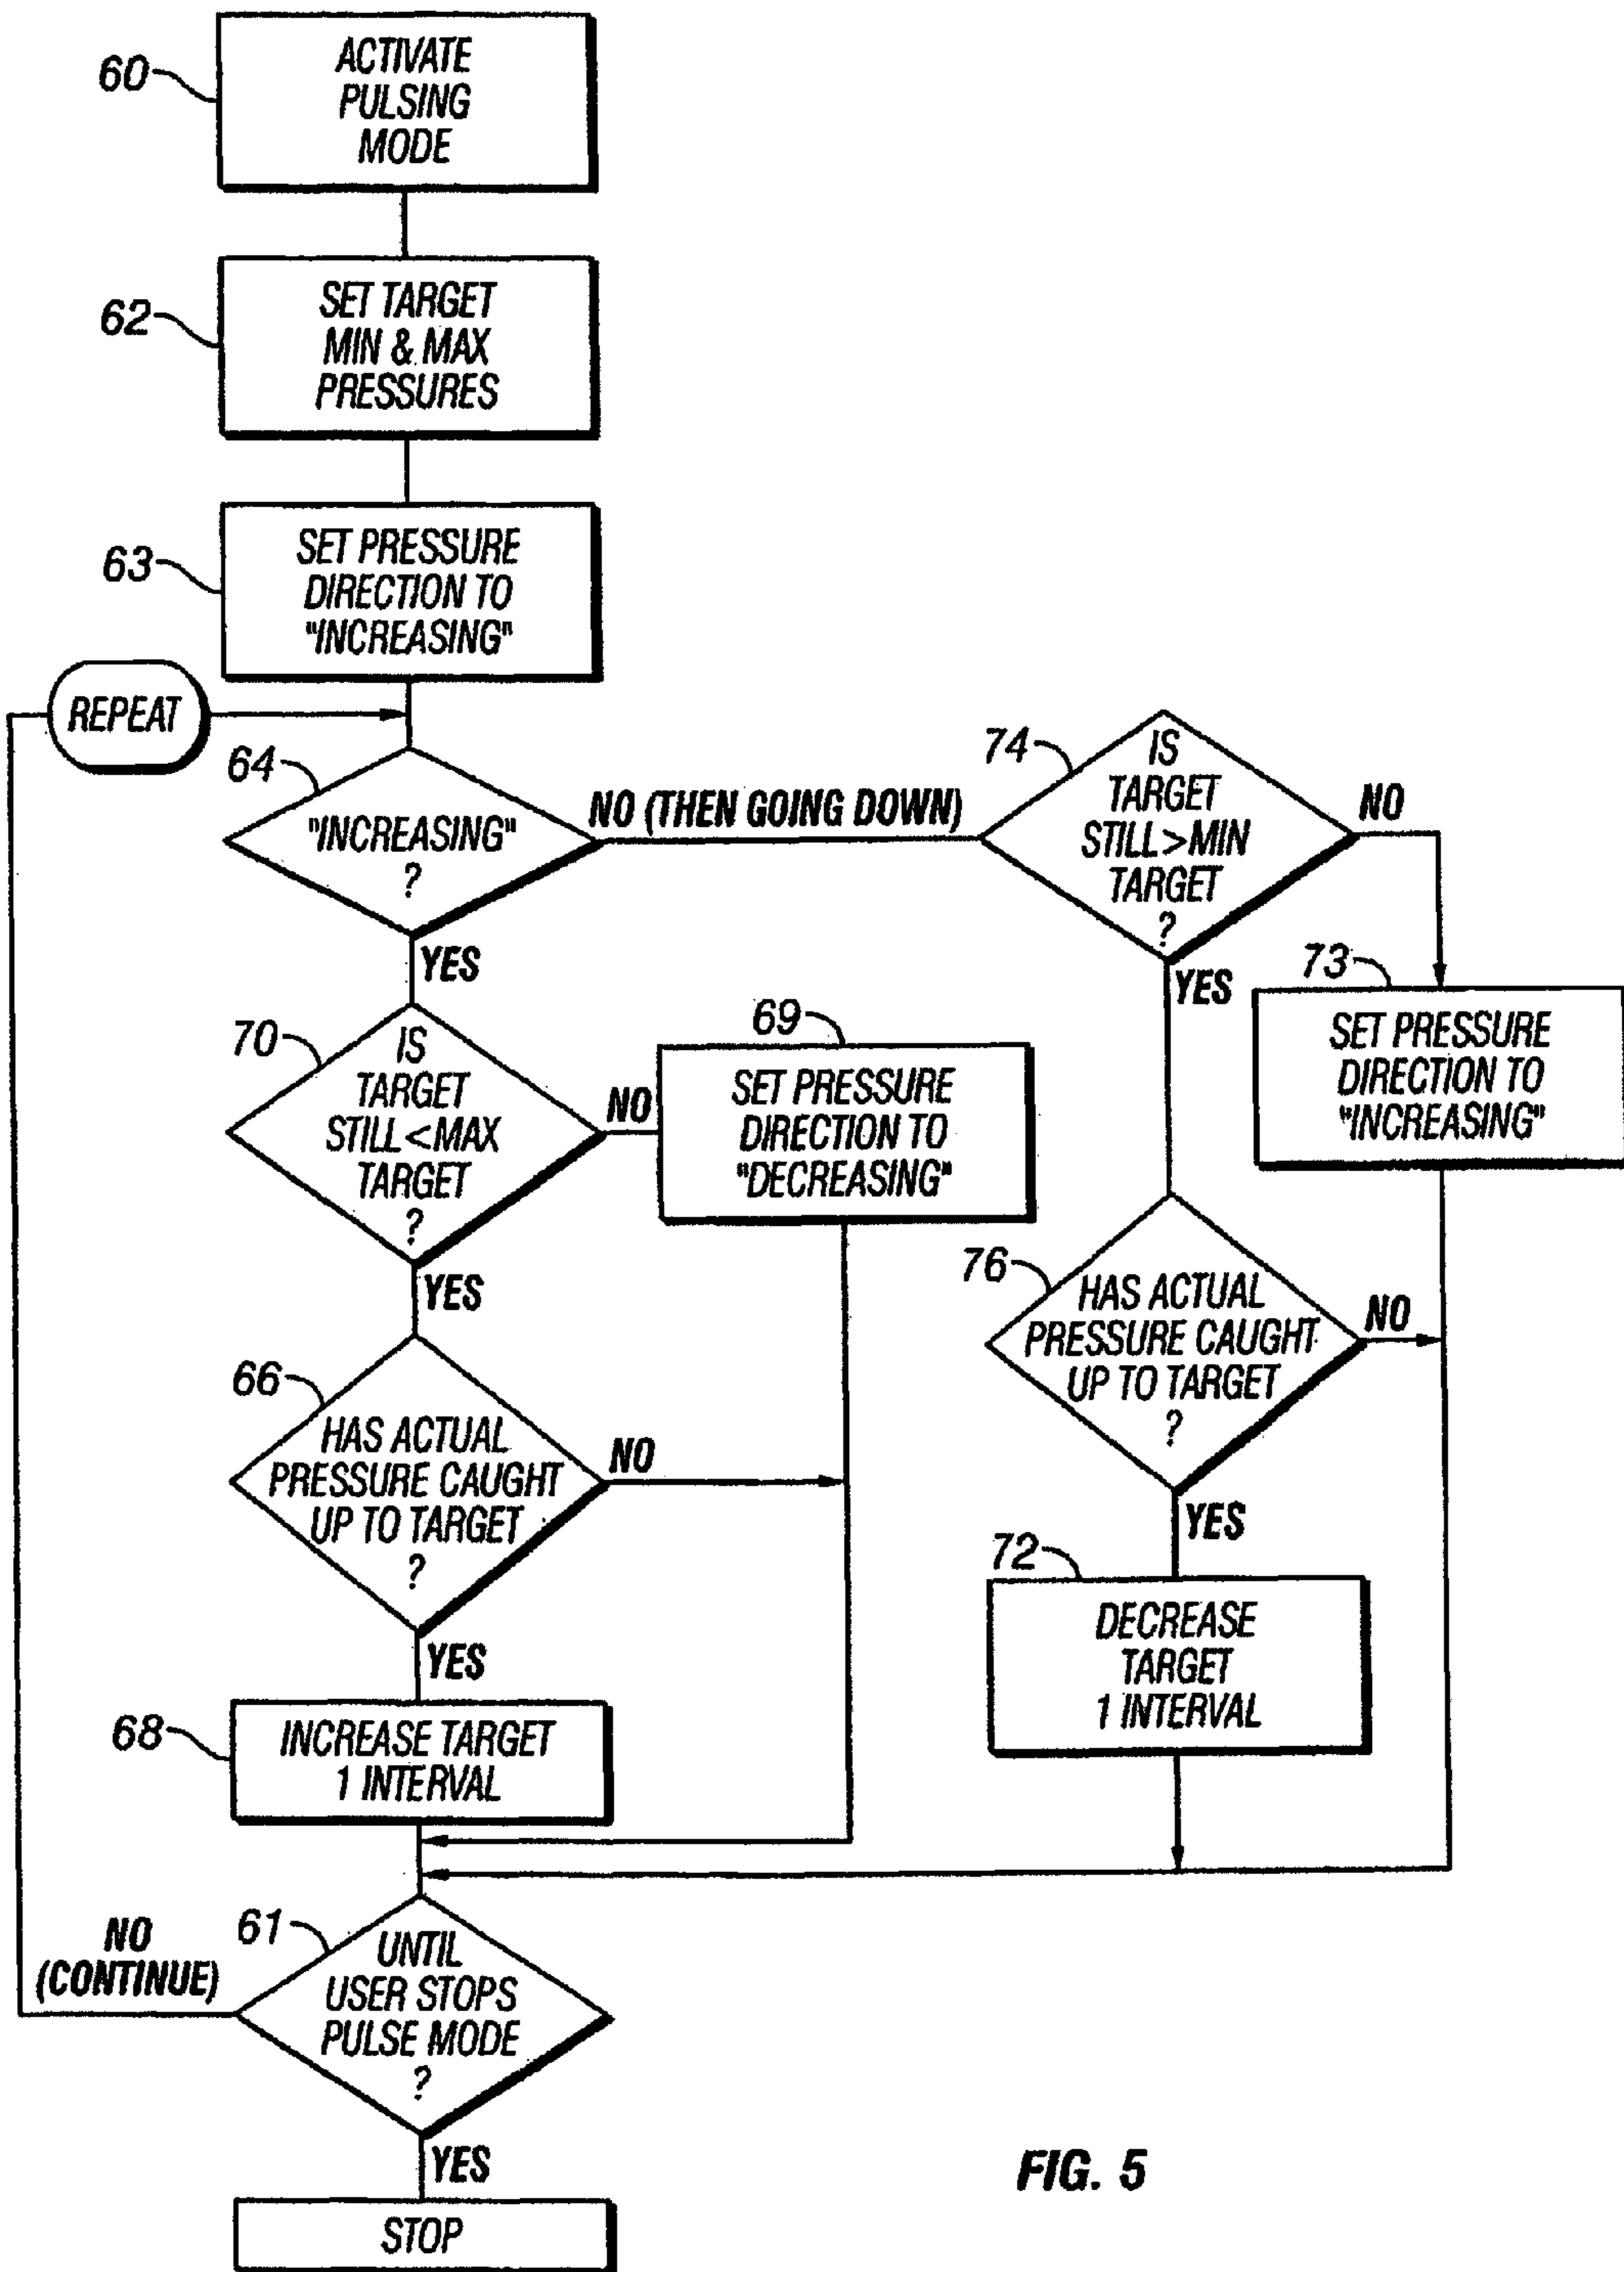 60
ACTIVATE
PULSING
MODE
62
SET TARGET
MIN & MAX
PRESSURES
63
SET PRESSURE
DIRECTION TO
"INCREASING"
REPEAT
64
"INCREASING"
?
NO (THEN GOING DOWN)
YES
74
IS
TARGET
STILL>MIN
TARGET
?
NO
YES
73
SET PRESSURE
DIRECTION TO
"INCREASING"
70
IS
TARGET
STILL<MAX
TARGET
?
NO
YES
69
SET PRESSURE
DIRECTION TO
"DECREASING"
76
HAS ACTUAL
PRESSURE CAUGHT
UP TO TARGET
?
NO
YES
66
HAS ACTUAL
PRESSURE CAUGHT
UP TO TARGET
?
NO
YES
72
DECREASE
TARGET
1 INTERVAL
68
INCREASE TARGET
1 INTERVAL
61
UNTIL
USER STOPS
PULSE MODE
?
NO
(CONTINUE)
YES
STOP
FIG. 5